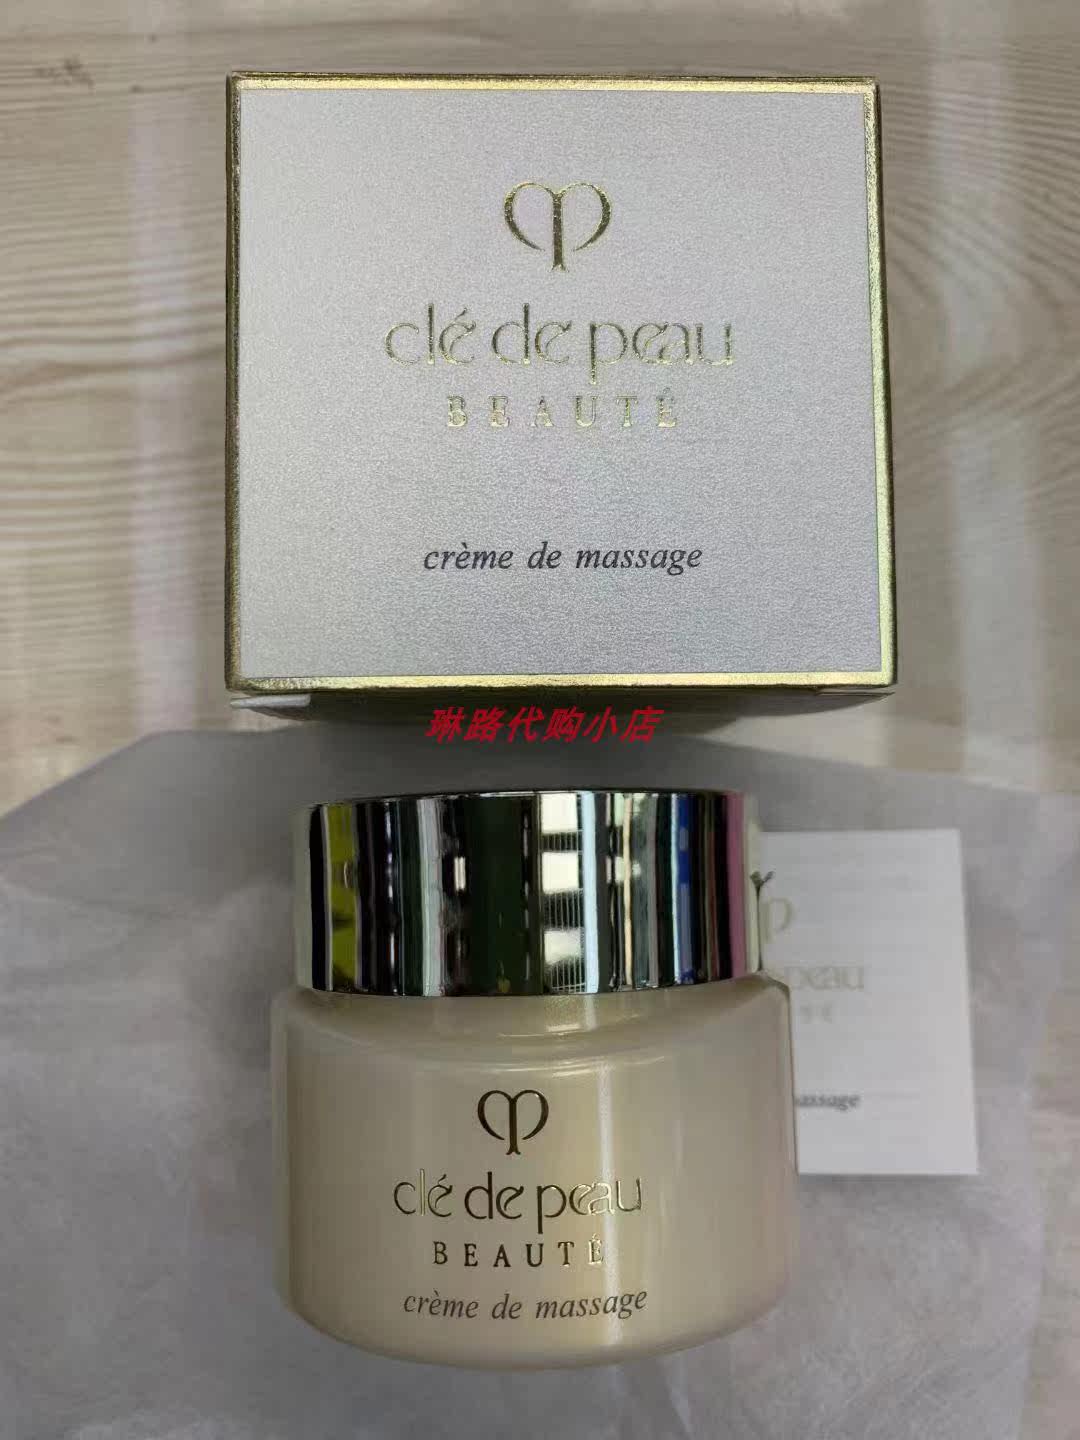 clé de peau
BEAUTÉ
crème de massage
琳路代购小店
peau
clé de peau
BEAUTÉ
massage
crème de massage